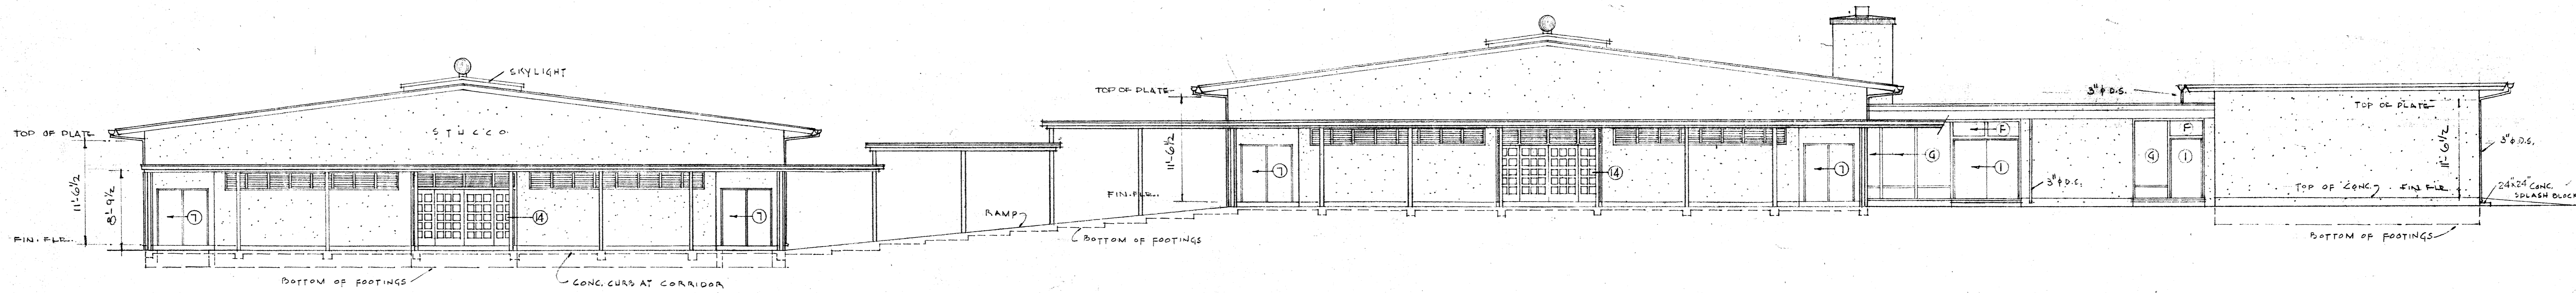 SKYLIGHT
TOP OF PLATE
STUCCO
11'-6 1/2
8'-9 1/2
FIN. FLR.
7
14
7
BOTTOM OF FOOTINGS
CONC. CURB AT CORRIDOR
TOP OF PLATE
11'-6 1/2
FIN. FLR.
RAMP
BOTTOM OF FOOTINGS
7
14
7
G
F
1
3"φ D.S.
3"φ D.S.
G
F
1
TOP OF PLATE
11'-6 1/2
3"φ D.S.
TOP OF CONC.
FIN. FLR.
24"x24" CONC.
SPLASH BLOCK
BOTTOM OF FOOTINGS